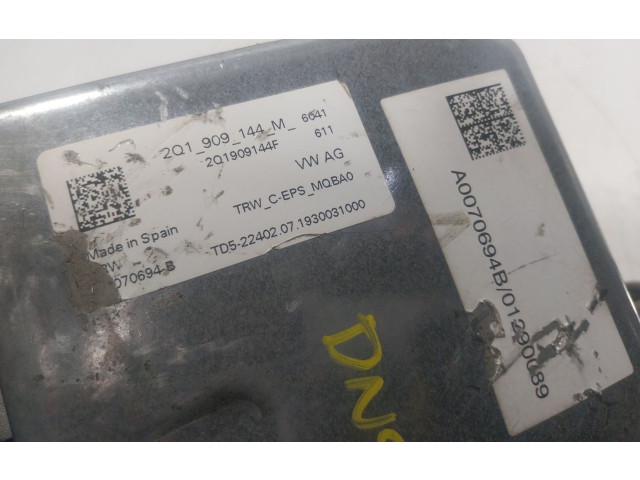 2Q1_909_144_M_ 6641
2Q1909144F 611
VW AG
TRW_C-EPS_MQBA0
Made in Spain
TD5-22402.07.1930031000
070694-B
A0070694B/01290089
DN